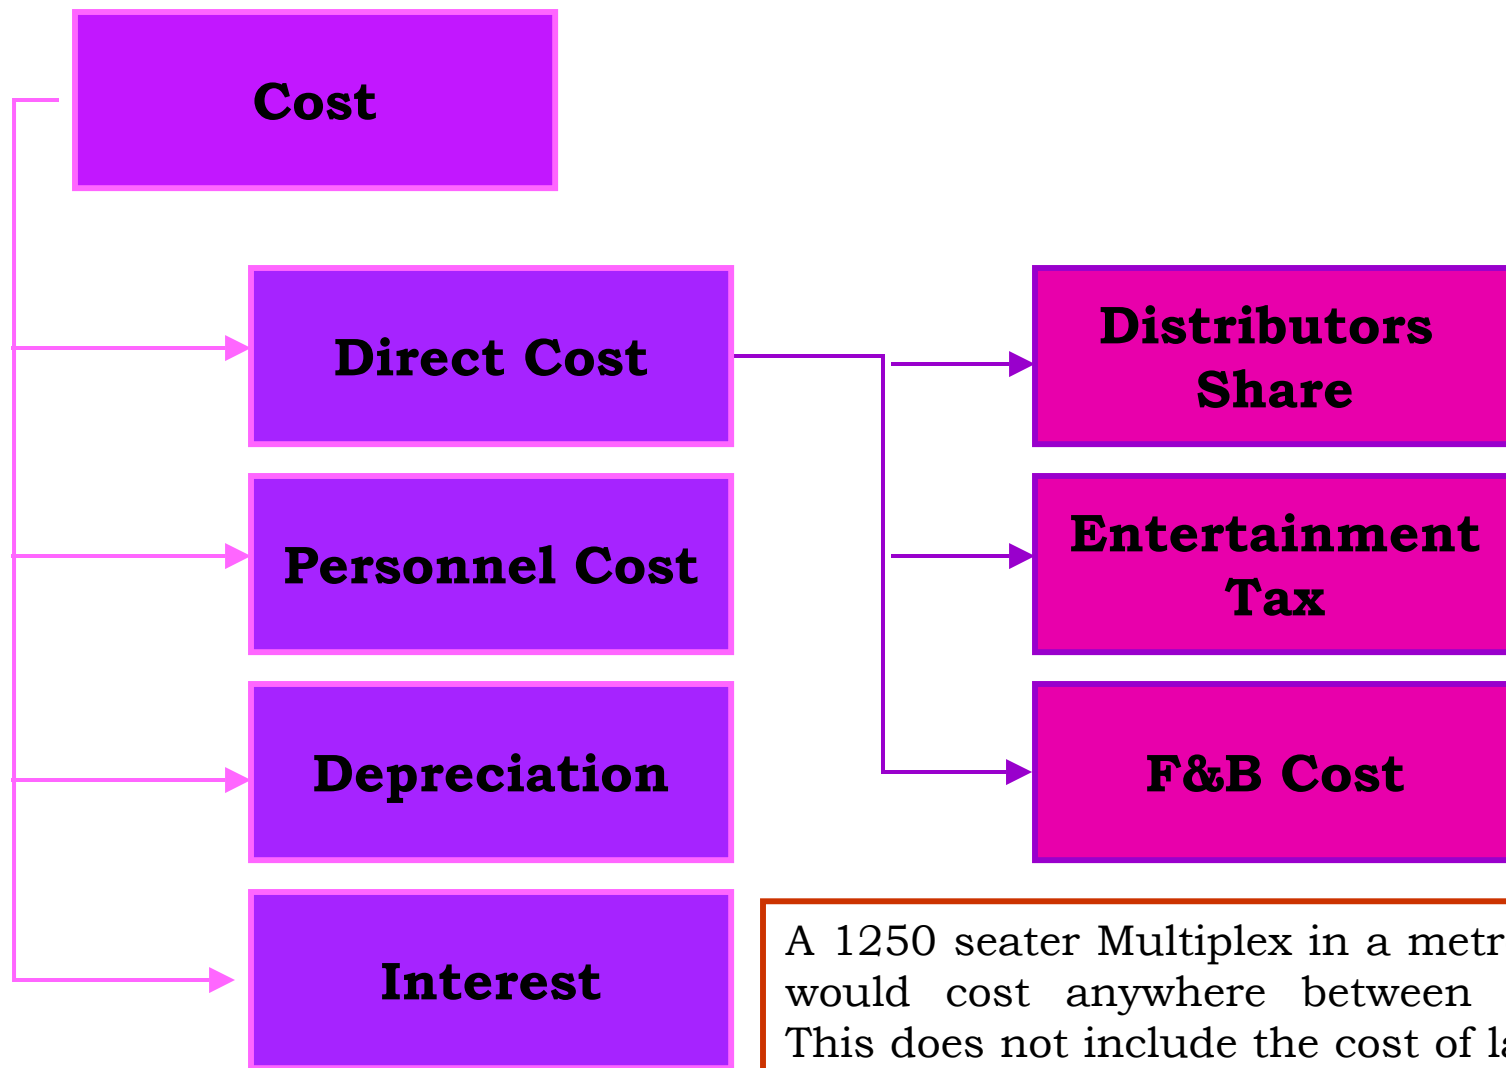 Cost
Direct Cost
Distributors
Share
Personnel Cost
Entertainment
Tax
Depreciation
F&B Cost
Interest
A 1250 seater Multiplex in a
would cost anywhere between
This does not include the cost of